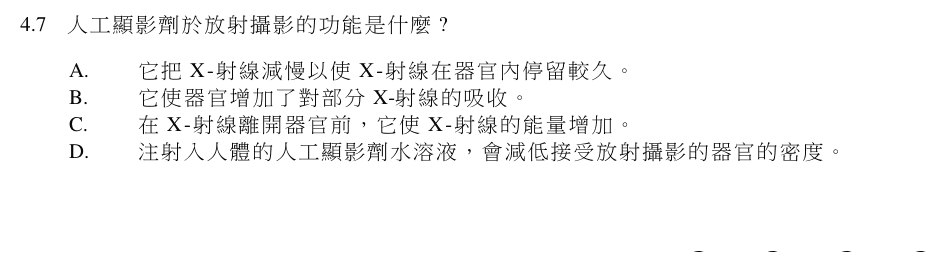 4.7 人工顯影劑於放射攝影的功能是什麼？
A. 它把 X-射線減慢以使 X-射線在器官內停留較久。
B. 它使器官增加了對部分 X-射線的吸收。
C. 在 X-射線離開器官前，它使 X-射線的能量增加。
D. 注射入人體的人工顯影劑水溶液，會減低接受放射攝影的器官的密度。